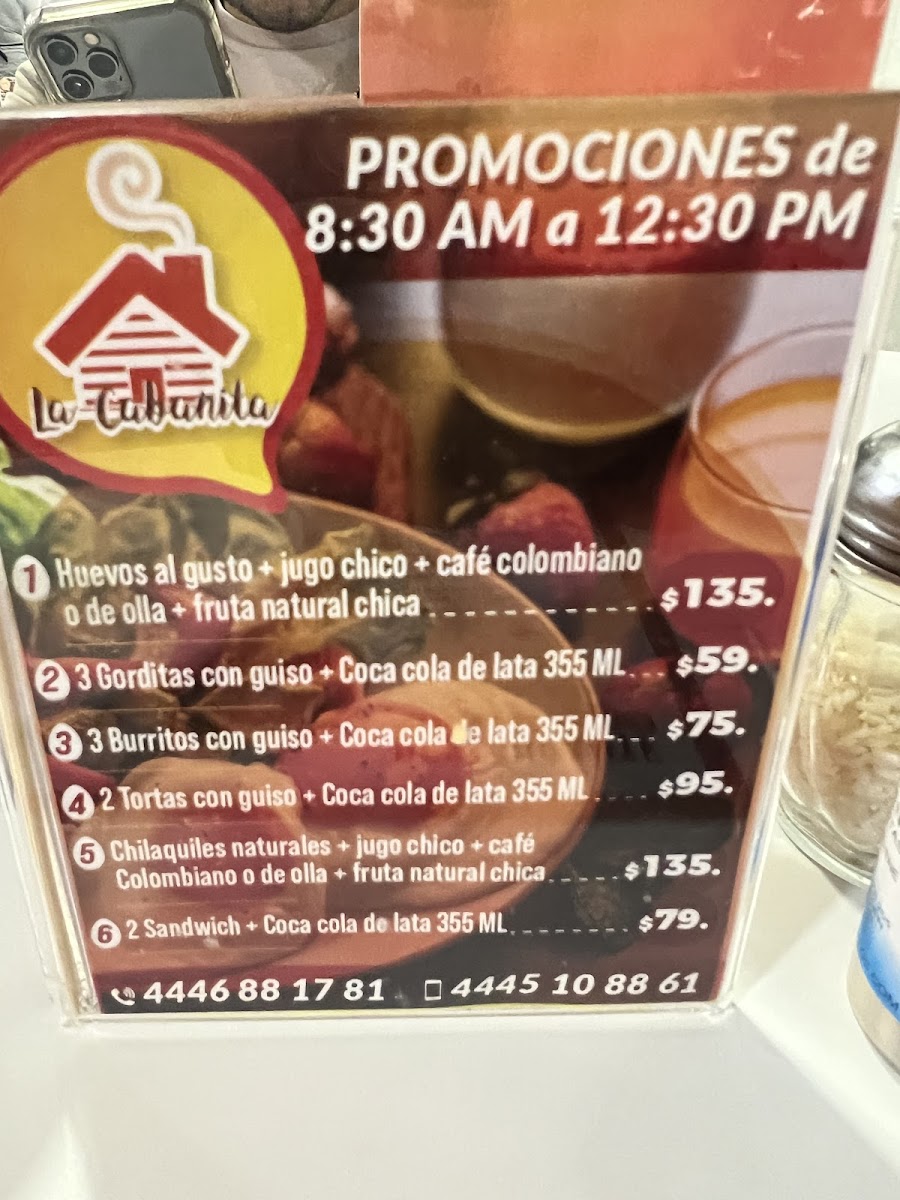 PROMOCIONES de
8:30 AM a 12:30 PM
La Cabanita
1 Huevos al gusto + jugo chico + café colombiano
o de olla + fruta natural chica ............ $135.
2 3 Gorditas con guiso + Coca cola de lata 355 ML... $59.
3 3 Burritos con guiso + Coca cola de lata 355 ML... $75.
4 2 Tortas con guiso + Coca cola de lata 355 ML .... $95.
5 Chilaquiles naturales + jugo chico + café
Colombiano o de olla + fruta natural chica ..... $135.
6 2 Sandwich + Coca cola de lata 355 ML ........ $79.
4446 88 17 81 4445 10 88 61